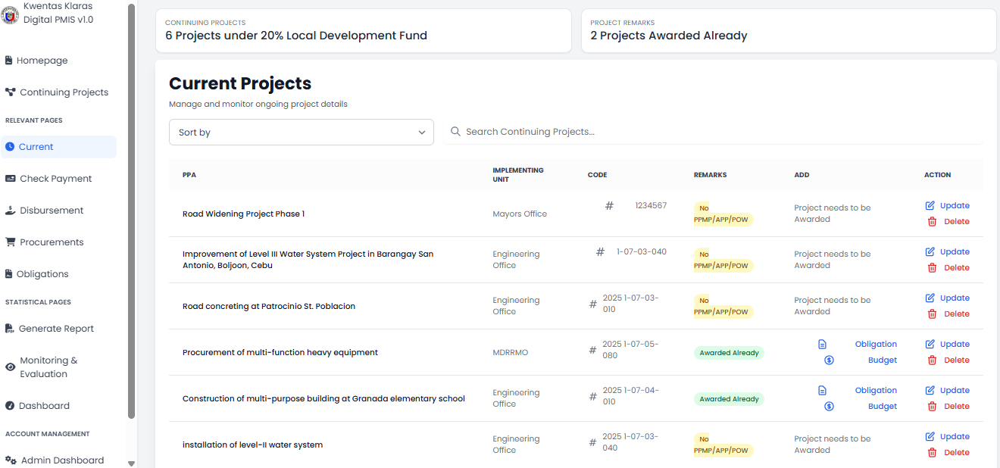 Kwentas Klaras
Digital PMIS v1.0
Homepage
Continuing Projects
RELEVANT PAGES
Current
Check Payment
Disbursement
Procurements
Obligations
STATISTICAL PAGES
Generate Report
Monitoring &
Evaluation
Dashboard
ACCOUNT MANAGEMENT
Admin Dashboard
CONTINUING PROJECTS
6 Projects under 20% Local Development Fund
PROJECT REMARKS
2 Projects Awarded Already
Current Projects
Manage and monitor ongoing project details
Sort by
Search Continuing Projects...
PPA
IMPLEMENTING
UNIT
CODE
REMARKS
ADD
ACTION
Road Widening Project Phase 1
Mayors Office
# 1234567
No
PPMP/APP/POW
Project needs to be
Awarded
Update
Delete
Improvement of Level III Water System Project in Barangay San
Antonio, Boljoon, Cebu
Engineering
Office
# 1-07-03-040
No
PPMP/APP/POW
Project needs to be
Awarded
Update
Delete
Road concreting at Patrocinio St. Poblacion
Engineering
Office
# 2025 1-07-03-
010
No
PPMP/APP/POW
Project needs to be
Awarded
Update
Delete
Procurement of multi-function heavy equipment
MDRRMO
# 2025 1-07-05-
080
Awarded Already
Obligation
Budget
Update
Delete
Construction of multi-purpose building at Granada elementary school
Engineering
Office
# 2025 1-07-04-
010
Awarded Already
Obligation
Budget
Update
Delete
installation of level-II water system
Engineering
Office
# 2025 1-07-03-
040
No
PPMP/APP/POW
Project needs to be
Awarded
Update
Delete